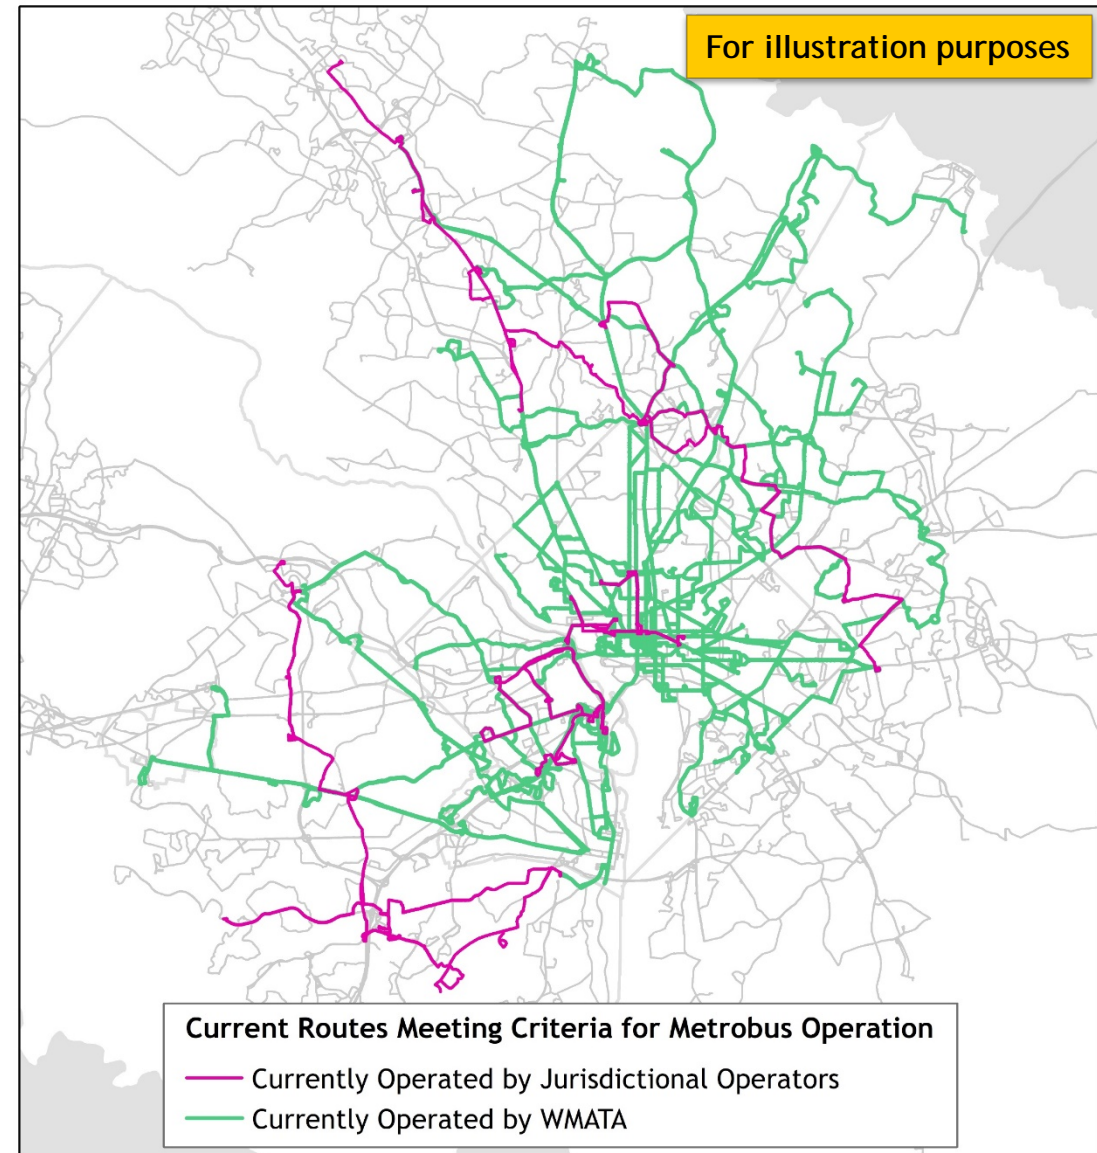 For illustration purposes
Current Routes Meeting Criteria for Metrobus Operation
Currently Operated by Jurisdictional Operators
Currently Operated by WMATA